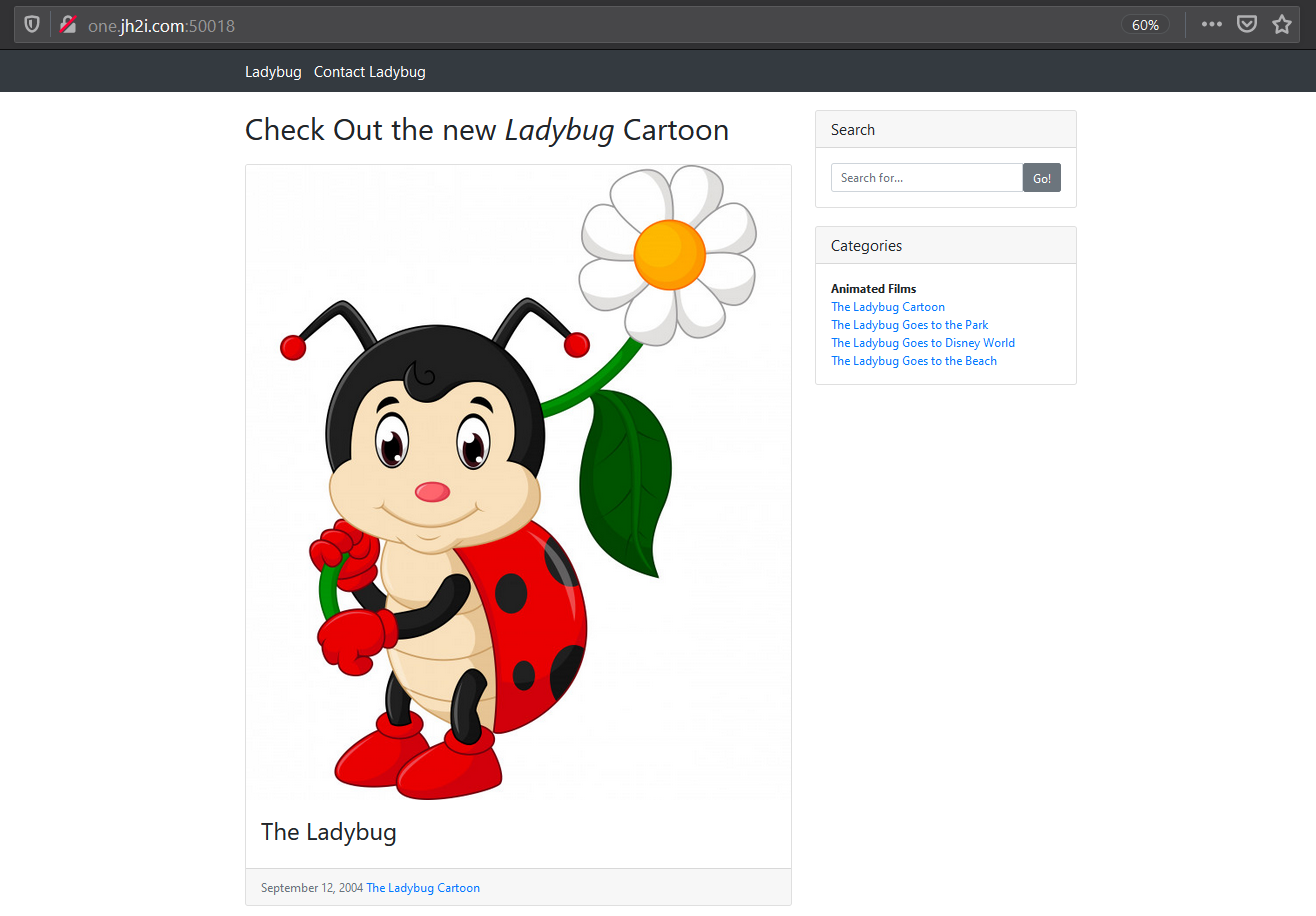 one.jh2i.com:50018
60%
Ladybug Contact Ladybug
Check Out the new Ladybug Cartoon
The Ladybug
September 12, 2004 The Ladybug Cartoon
Search
Search for...
Go!
Categories
Animated Films
The Ladybug Cartoon
The Ladybug Goes to the Park
The Ladybug Goes to Disney World
The Ladybug Goes to the Beach